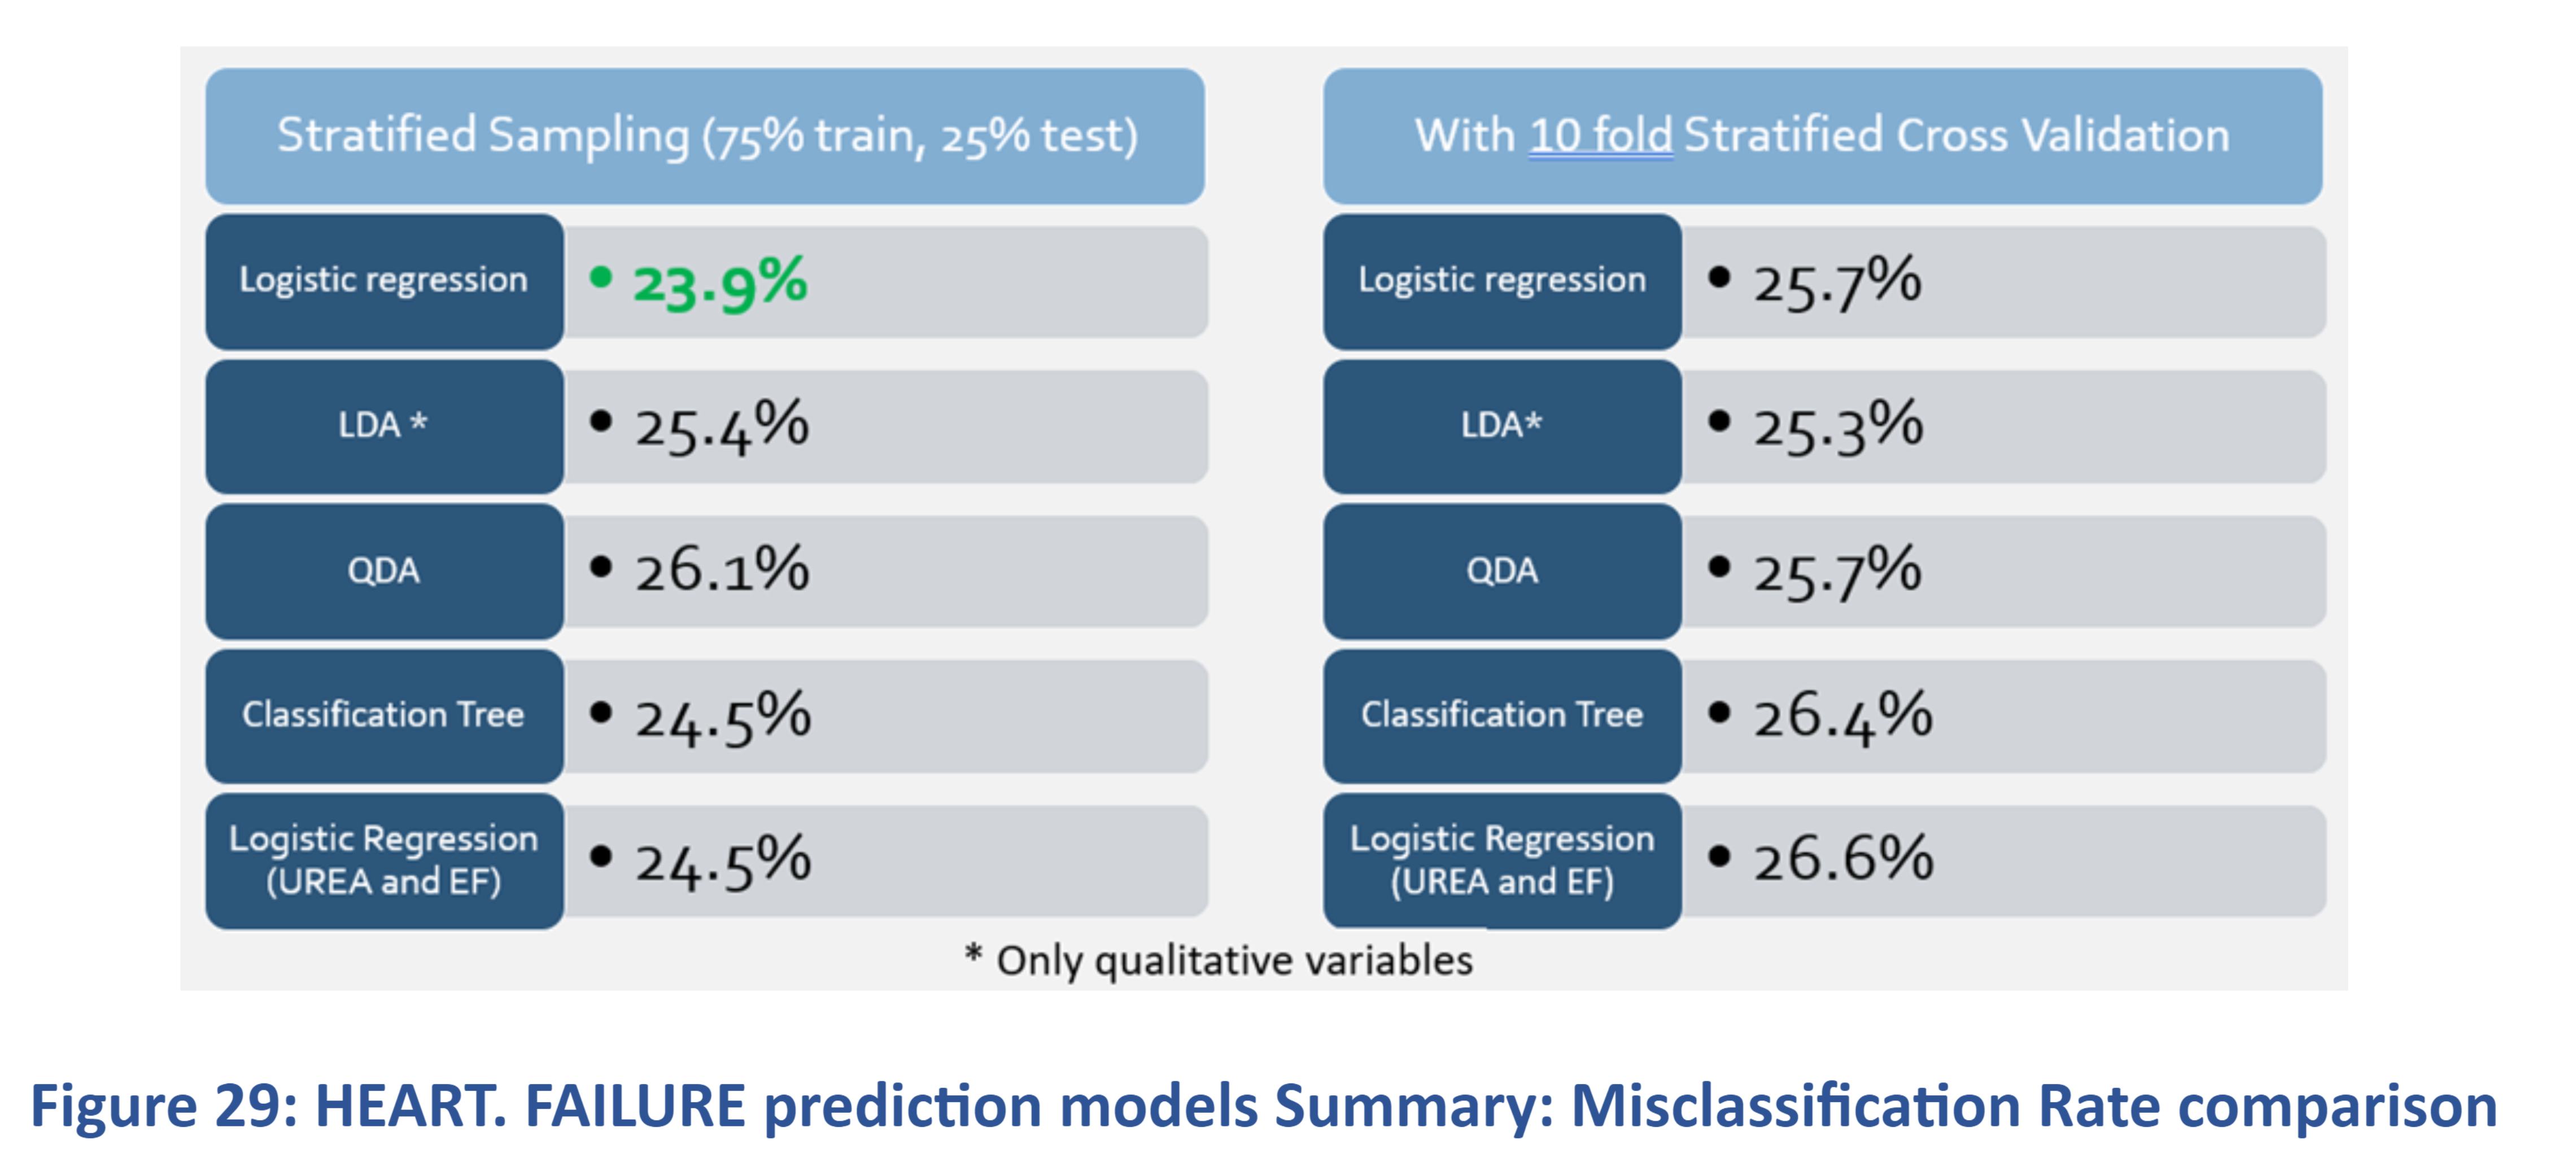 Stratified Sampling (75% train, 25% test)
Logistic regression
• 23.9%
LDA *
• 25.4%
QDA
• 26.1%
Classification Tree
• 24.5%
Logistic Regression
(UREA and EF)
• 24.5%
With 10 fold Stratified Cross Validation
Logistic regression
• 25.7%
LDA*
• 25.3%
QDA
• 25.7%
Classification Tree
• 26.4%
Logistic Regression
(UREA and EF)
• 26.6%
* Only qualitative variables
Figure 29: HEART. FAILURE prediction models Summary: Misclassification Rate comparison